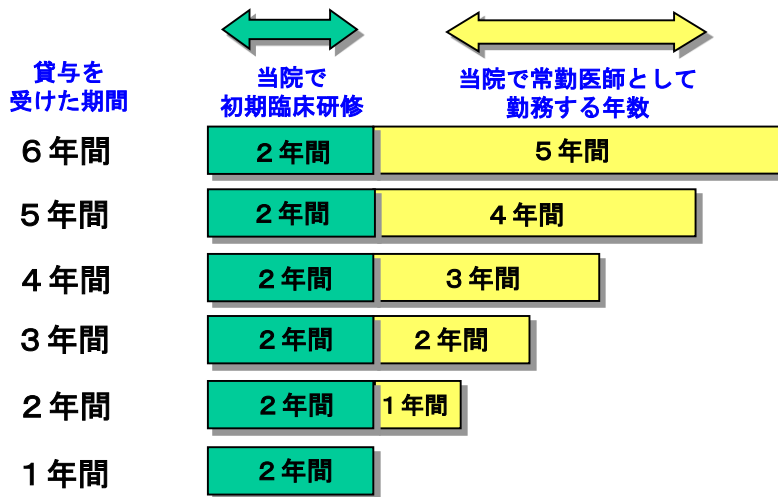 貸与を
受けた期間
当院で
初期臨床研修
当院で常勤医師として
勤務する年数
６年間 ２年間 ５年間
５年間 ２年間 ４年間
４年間 ２年間 ３年間
３年間 ２年間 ２年間
２年間 ２年間 １年間
１年間 ２年間